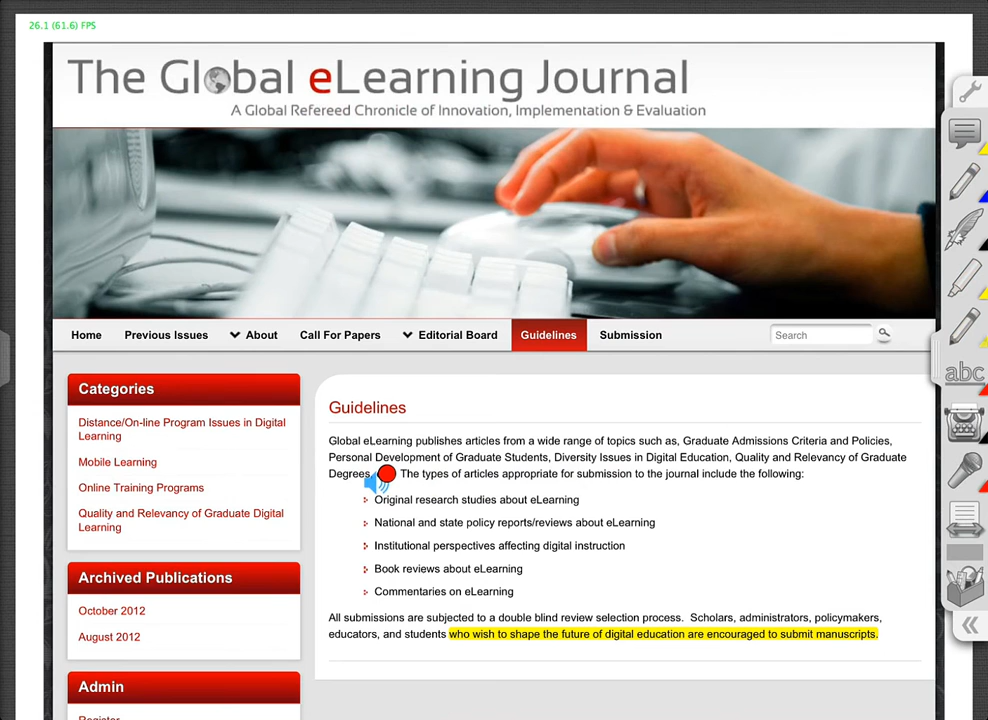 26.1 (61.6) FPS
The Global eLearning Journal
A Global Refereed Chronicle of Innovation, Implementation & Evaluation
Home Previous Issues About Call For Papers Editorial Board Guidelines Submission Search
Categories
Distance/On-line Program Issues in Digital
Learning
Mobile Learning
Online Training Programs
Quality and Relevancy of Graduate Digital
Learning
Archived Publications
October 2012
August 2012
Admin
Register
Guidelines
Global eLearning publishes articles from a wide range of topics such as, Graduate Admissions Criteria and Policies,
Personal Development of Graduate Students, Diversity Issues in Digital Education, Quality and Relevancy of Graduate
Degrees. The types of articles appropriate for submission to the journal include the following:
Original research studies about eLearning
National and state policy reports/reviews about eLearning
Institutional perspectives affecting digital instruction
Book reviews about eLearning
Commentaries on eLearning
All submissions are subjected to a double blind review selection process. Scholars, administrators, policymakers,
educators, and students who wish to shape the future of digital education are encouraged to submit manuscripts.
abc